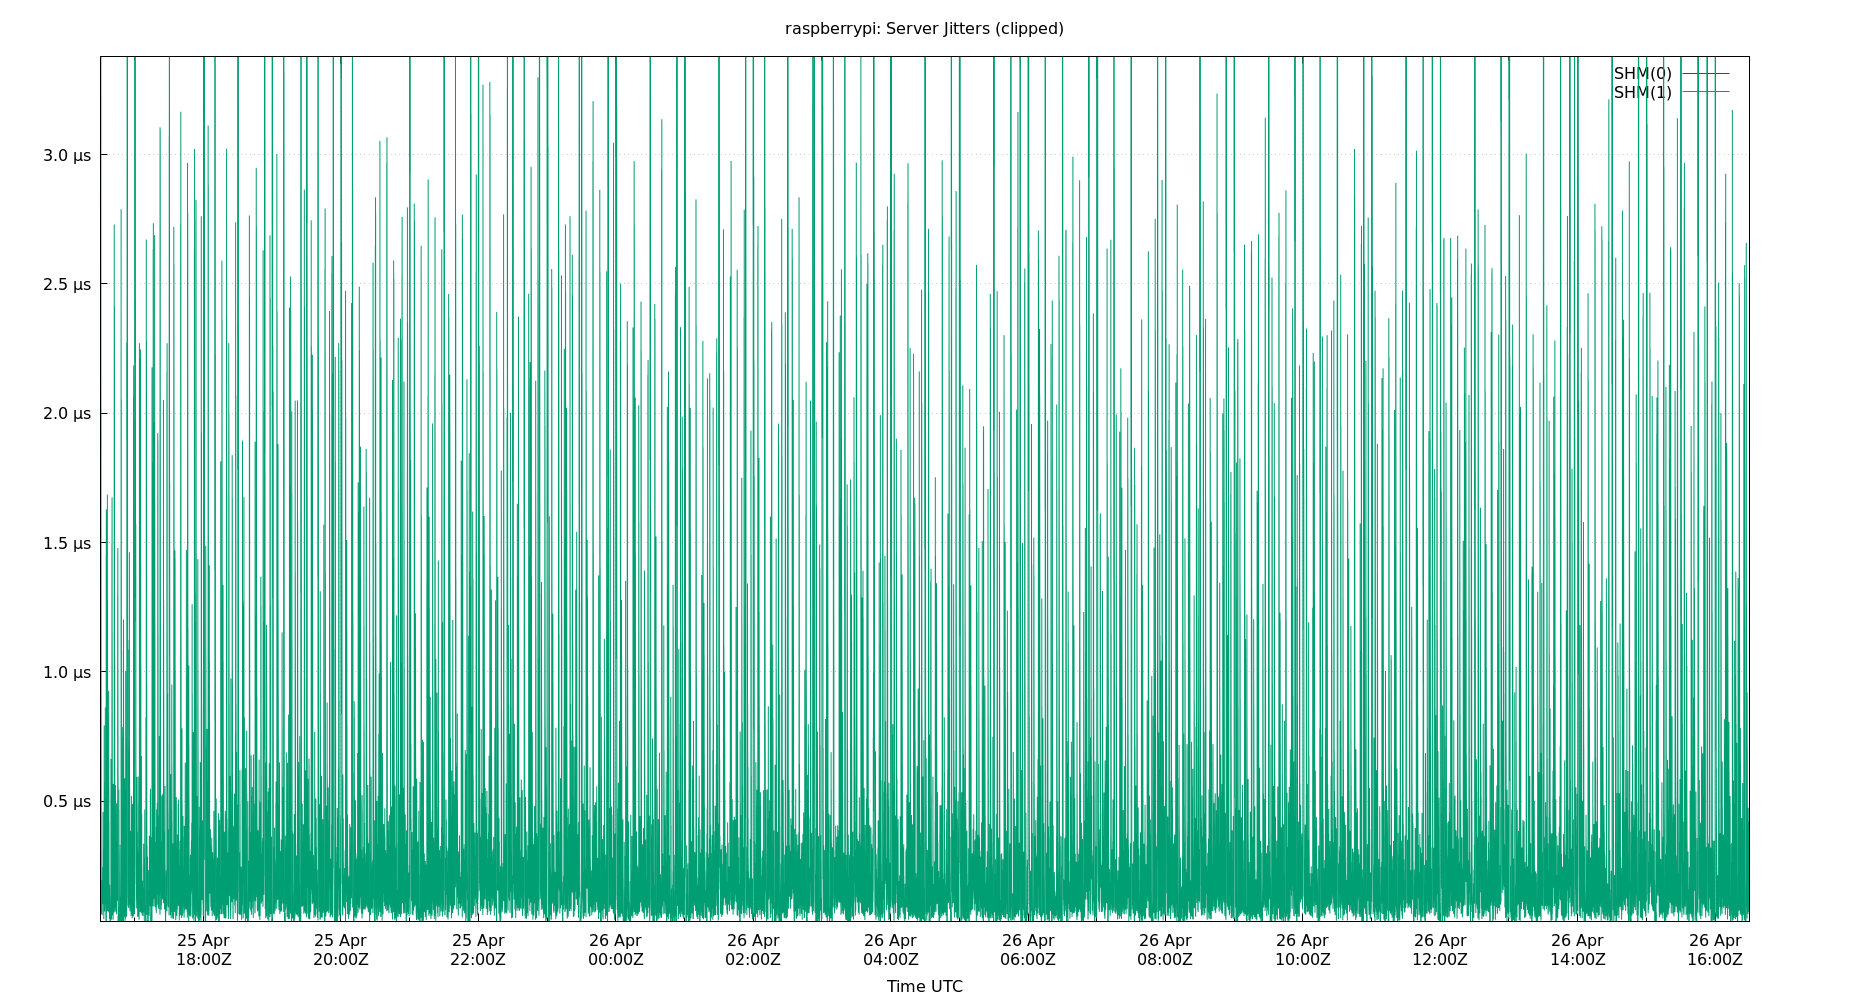 raspberrypi: Server Jitters (clipped)
SHM(0)
SHM(1)
3.0 µs
2.5 µs
2.0 µs
1.5 µs
1.0 µs
0.5 µs
25 Apr 25 Apr 25 Apr 26 Apr 26 Apr 26 Apr 26 Apr 26 Apr 26 Apr 26 Apr 26 Apr 26 Apr
18:00Z 20:00Z 22:00Z 00:00Z 02:00Z 04:00Z 06:00Z 08:00Z 10:00Z 12:00Z 14:00Z 16:00Z
Time UTC